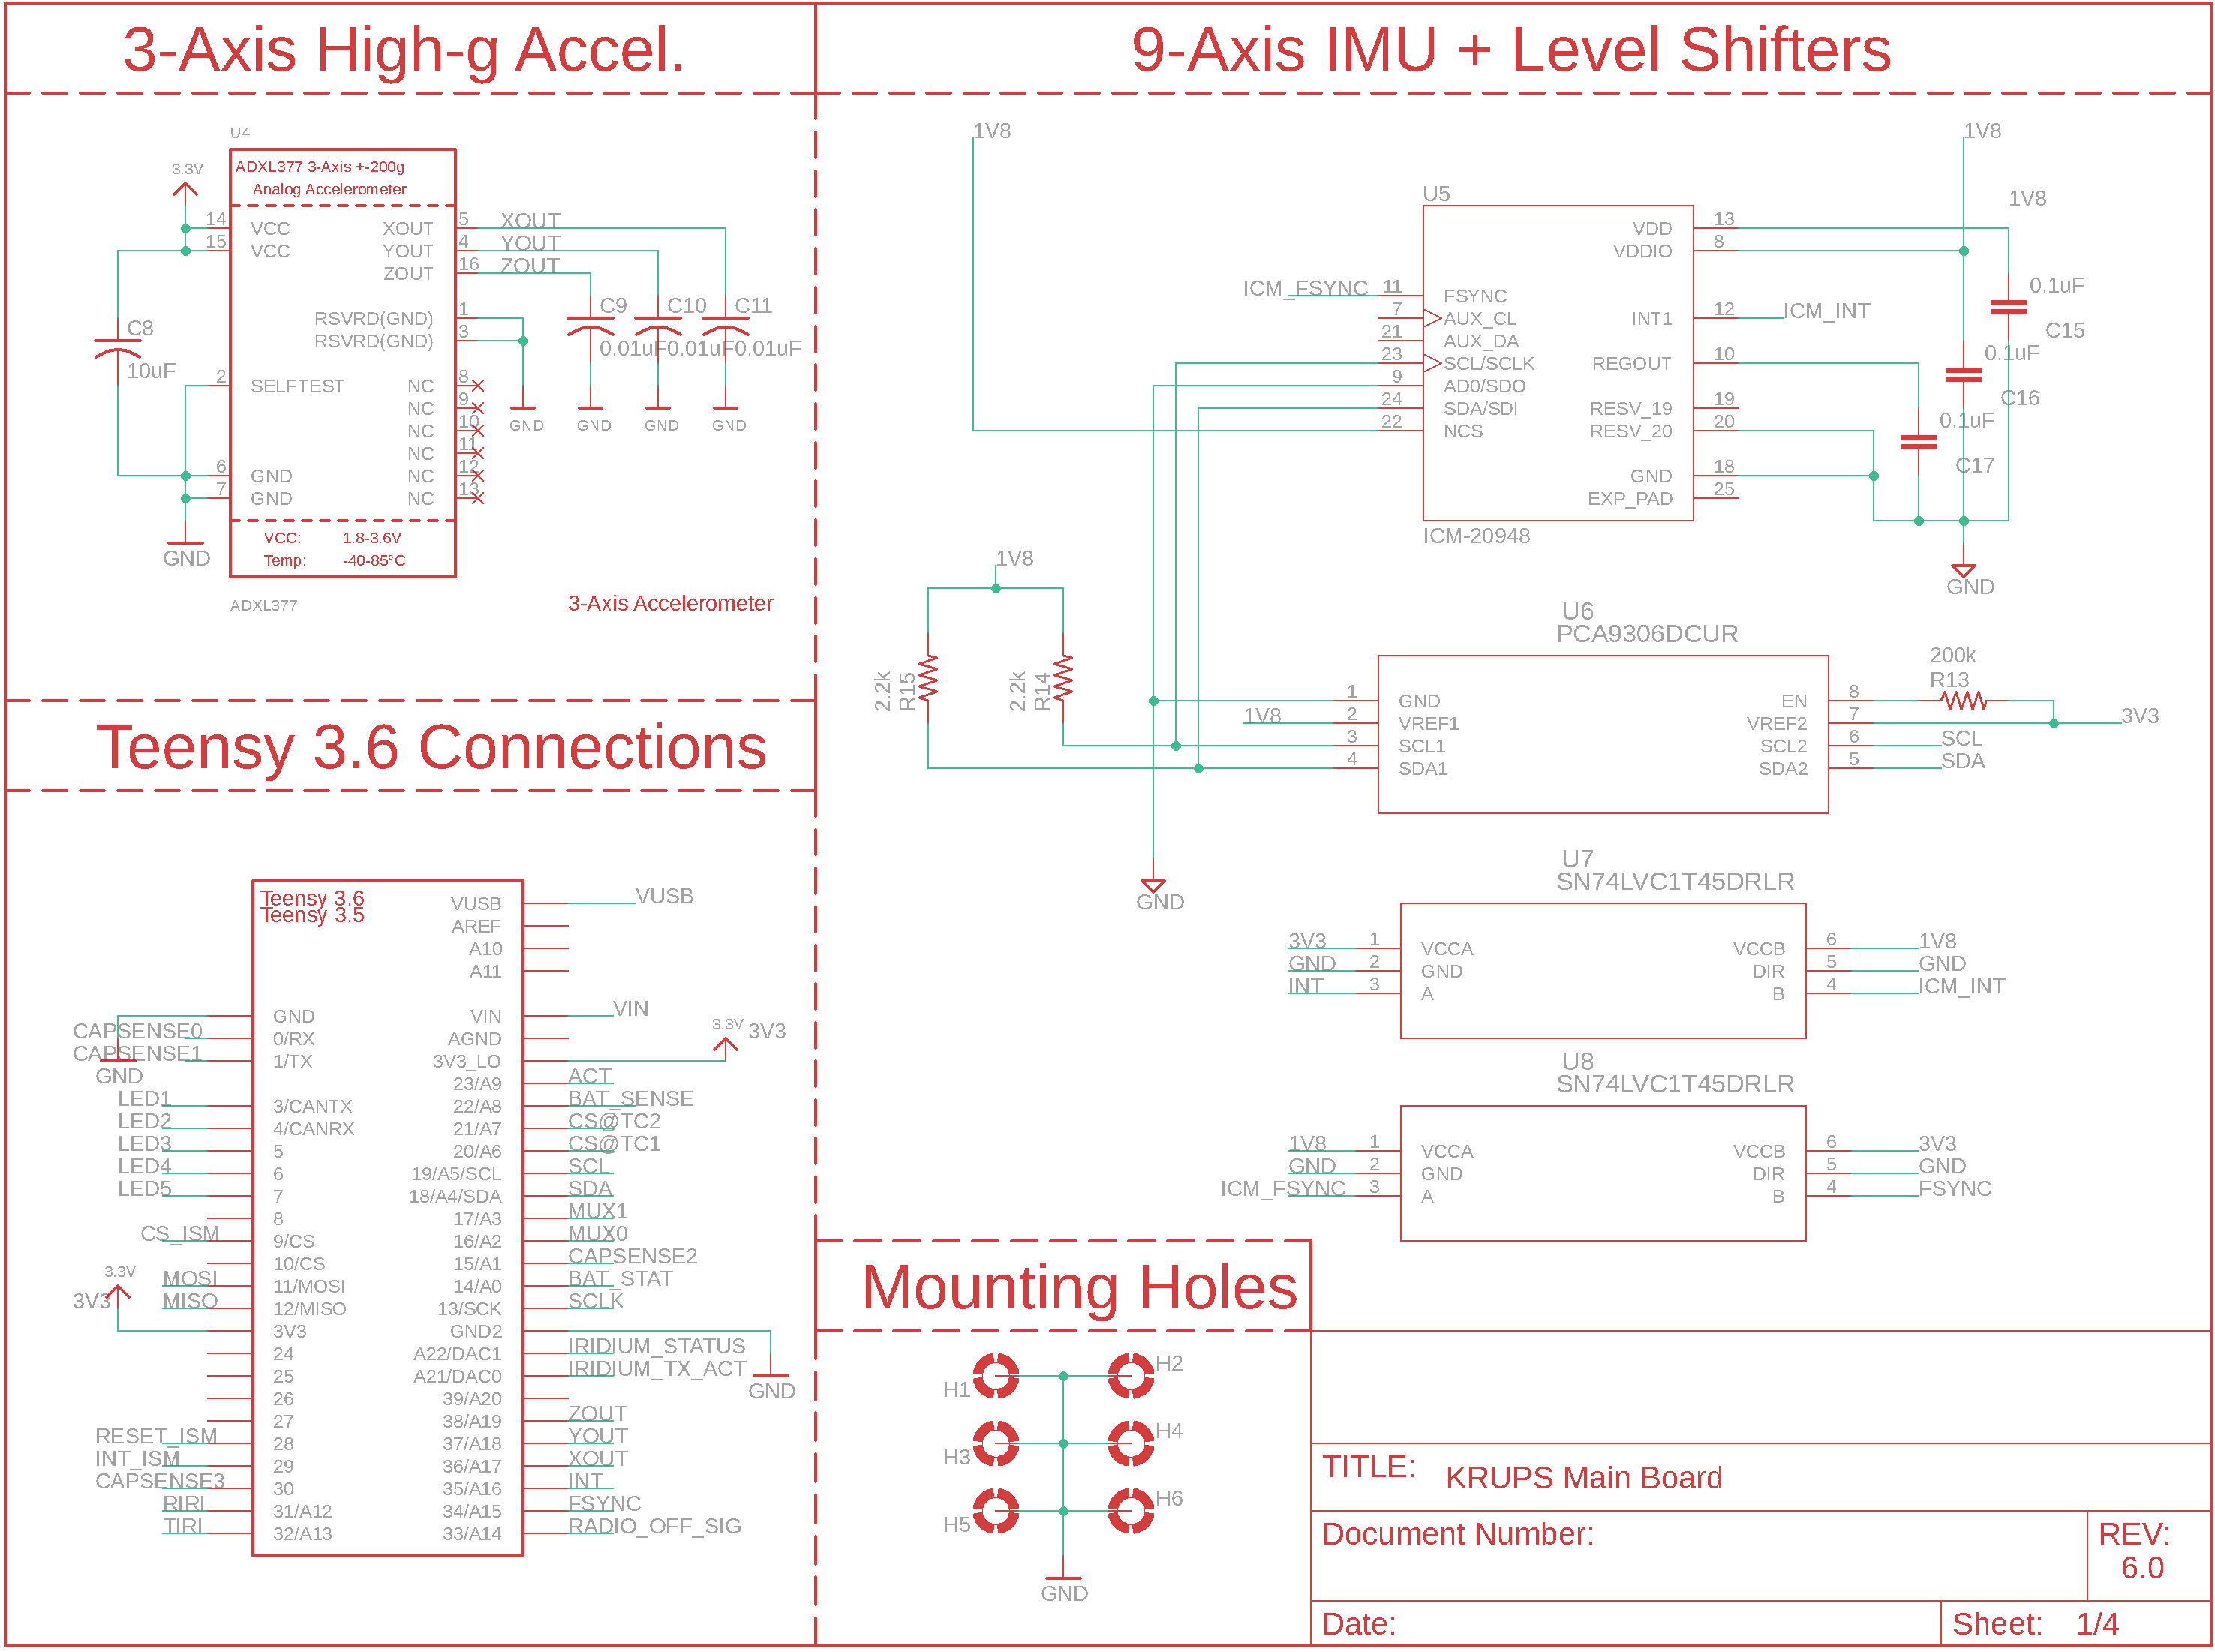 3-Axis High-g Accel.
U4
ADXL377 3-Axis +-200g
Analog Accelerometer
3.3V
14 VCC XOUT 5 XOUT
15 VCC YOUT 4 YOUT
ZOUT 16 ZOUT
RSVRD(GND) 1
RSVRD(GND) 3
C8
10uF
C9 C10 C11
0.01uF 0.01uF 0.01uF
2 SELFTEST NC 8
NC 9
NC 10
NC 11
6 GND NC 12
7 GND NC 13
GND GND GND GND
GND
VCC: 1.8-3.6V
Temp: -40-85°C
ADXL377
3-Axis Accelerometer
Teensy 3.6 Connections
Teensy 3.6
Teensy 3.5
VUSB VUSB
AREF
A10
A11
GND VIN VIN
CAPSENSE0 0/RX AGND
CAPSENSE1 1/TX 3V3_LO 3.3V 3V3
GND
23/A9 ACT
LED1 3/CANTX 22/A8 BAT_SENSE
LED2 4/CANRX 21/A7 CS@TC2
LED3 5 20/A6 CS@TC1
LED4 6 19/A5/SCL SCL
LED5 7 18/A4/SDA SDA
8 17/A3 MUX1
CS_ISM 9/CS 16/A2 MUX0
10/CS 15/A1 CAPSENSE2
MOSI 11/MOSI 14/A0 BAT_STAT
MISO 12/MISO 13/SCK SCLK
3.3V
3V3
3V3 GND2
24 A22/DAC1 IRIDIUM_STATUS
25 A21/DAC0 IRIDIUM_TX_ACT
GND
26 39/A20
27 38/A19 ZOUT
RESET_ISM 28 37/A18 YOUT
INT_ISM 29 36/A17 XOUT
CAPSENSE3 30 35/A16 INT
RIRI 31/A12 34/A15 FSYNC
TIRI 32/A13 33/A14 RADIO_OFF_SIG
9-Axis IMU + Level Shifters
1V8
1V8
1V8
U5
VDD 13
VDDIO 8
ICM_FSYNC 11 FSYNC
7 AUX_CL INT1 12 ICM_INT
21 AUX_DA
23 SCL/SCLK REGOUT 10
9 AD0/SDO
24 SDA/SDI RESV_19 19
22 NCS RESV_20 20
GND 18
EXP_PAD 25
ICM-20948
0.1uF
C15
0.1uF
C16
0.1uF
C17
GND
1V8
2.2k
R15
2.2k
R14
U6
PCA9306DCUR
200k
R13
1 GND EN 8
1V8 2 VREF1 VREF2 7 3V3
3 SCL1 SCL2 6 SCL
4 SDA1 SDA2 5 SDA
GND
U7
SN74LVC1T45DRLR
3V3 1 VCCA VCCB 6 1V8
GND 2 GND DIR 5 GND
INT 3 A B 4 ICM_INT
U8
SN74LVC1T45DRLR
1V8 1 VCCA VCCB 6 3V3
GND 2 GND DIR 5 GND
ICM_FSYNC 3 A B 4 FSYNC
Mounting Holes
H1 H2
H3 H4
H5 H6
GND
TITLE: KRUPS Main Board
Document Number:
REV:
6.0
Date:
Sheet: 1/4